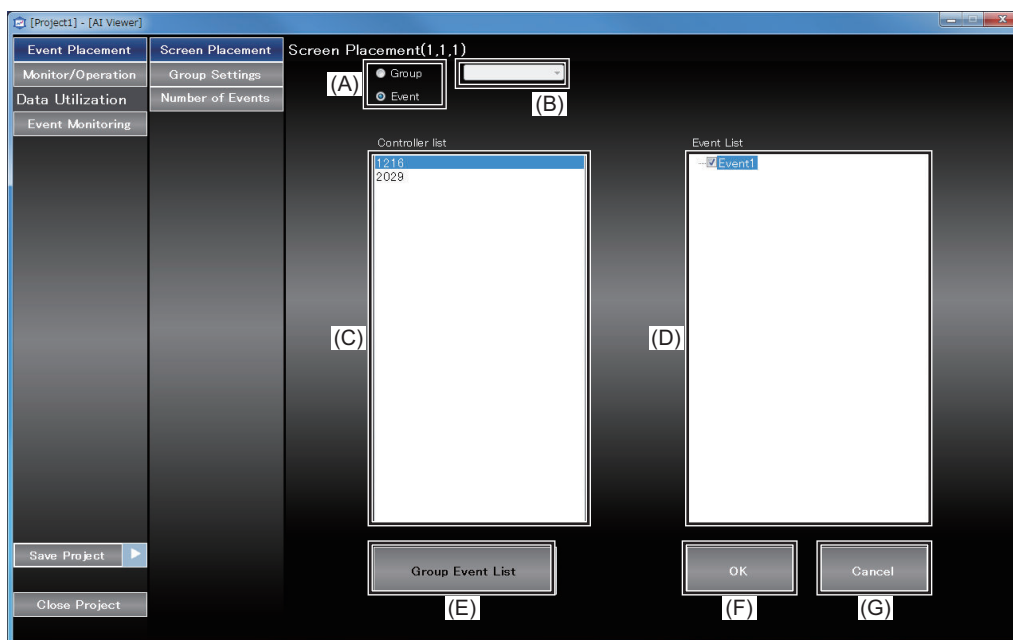 [Project1] - [AI Viewer]
Event Placement
Screen Placement
Screen Placement(1,1,1)
Monitor/Operation
Group Settings
(A)
Group
Event
(B)
Data Utilization
Number of Events
Event Monitoring
Controller list
Event List
1216
2029
Event1
(C)
(D)
Save Project
Group Event List
OK
Cancel
Close Project
(E)
(F)
(G)